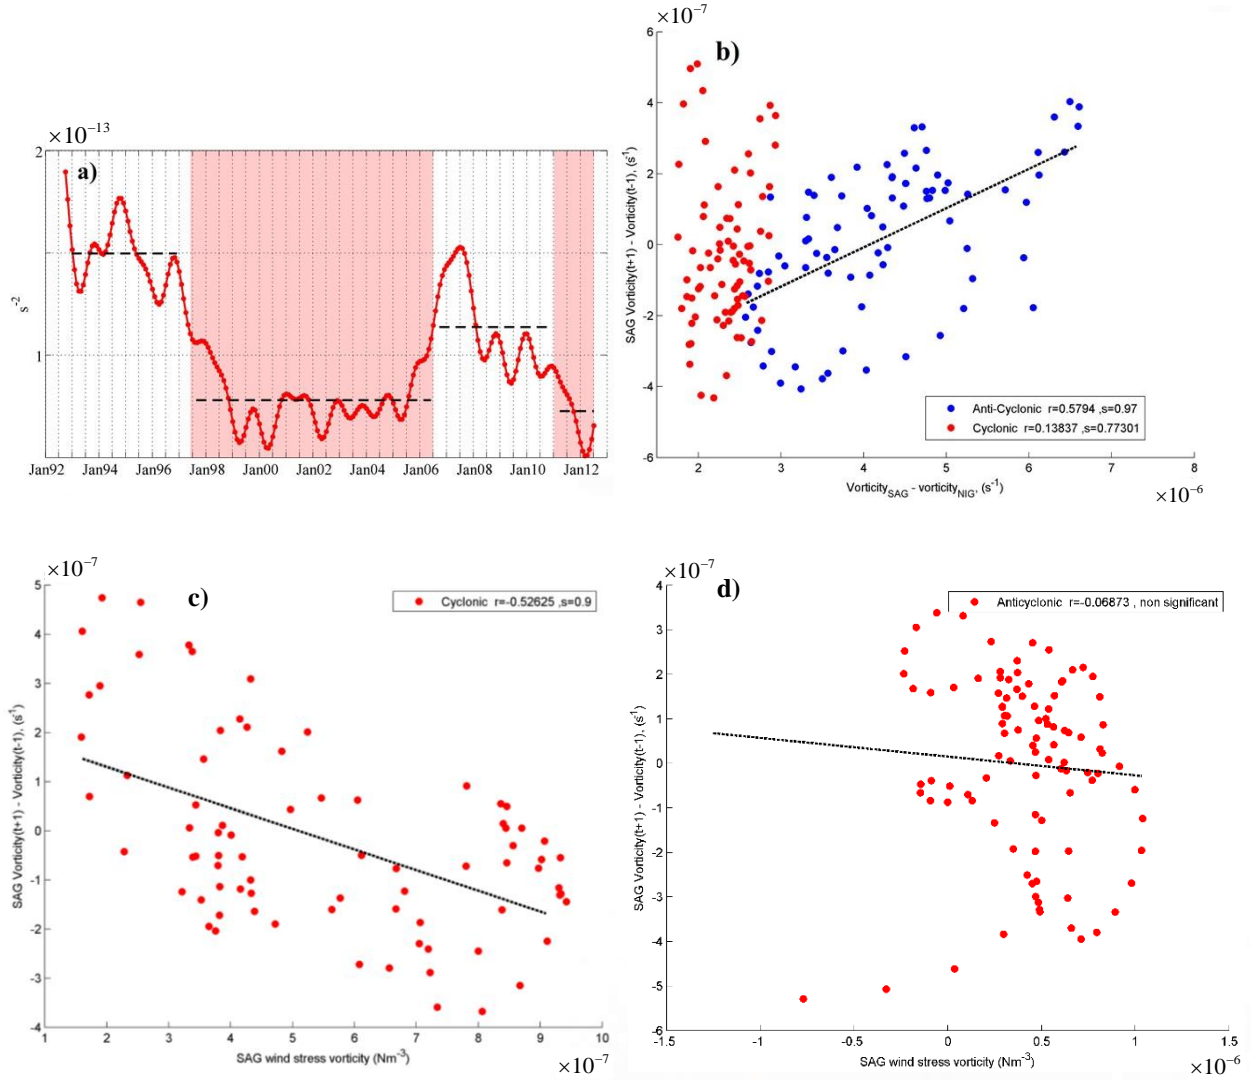 ×10⁻¹³
a)
2
1
s⁻²
Jan92 Jan94 Jan96 Jan98 Jan00 Jan02 Jan04 Jan06 Jan08 Jan10 Jan12
×10⁻⁷
b)
6
4
2
0
-2
-4
-6
SAG Vorticity(t+1) - Vorticity(t-1), (s⁻¹)
Anti-Cyclonic r=0.5794 ,s=0.97
Cyclonic r=0.13837 ,s=0.77301
2 3 4 5 6 7 8
Vorticity_SAG - vorticity_NIG, (s⁻¹)
×10⁻⁶
×10⁻⁷
c)
Cyclonic r=-0.52625 ,s=0.9
5
4
3
2
1
0
-1
-2
-3
-4
SAG Vorticity(t+1) - Vorticity(t-1), (s⁻¹)
1 2 3 4 5 6 7 8 9 10
SAG wind stress vorticity (Nm⁻³)
×10⁻⁷
×10⁻⁷
d)
Anticyclonic r=-0.06873 , non significant
4
3
2
1
0
-1
-2
-3
-4
-5
-6
SAG Vorticity(t+1) - Vorticity(t-1), (s⁻¹)
-1.5 -1 -0.5 0 0.5 1 1.5
SAG wind stress vorticity (Nm⁻³)
×10⁻⁶